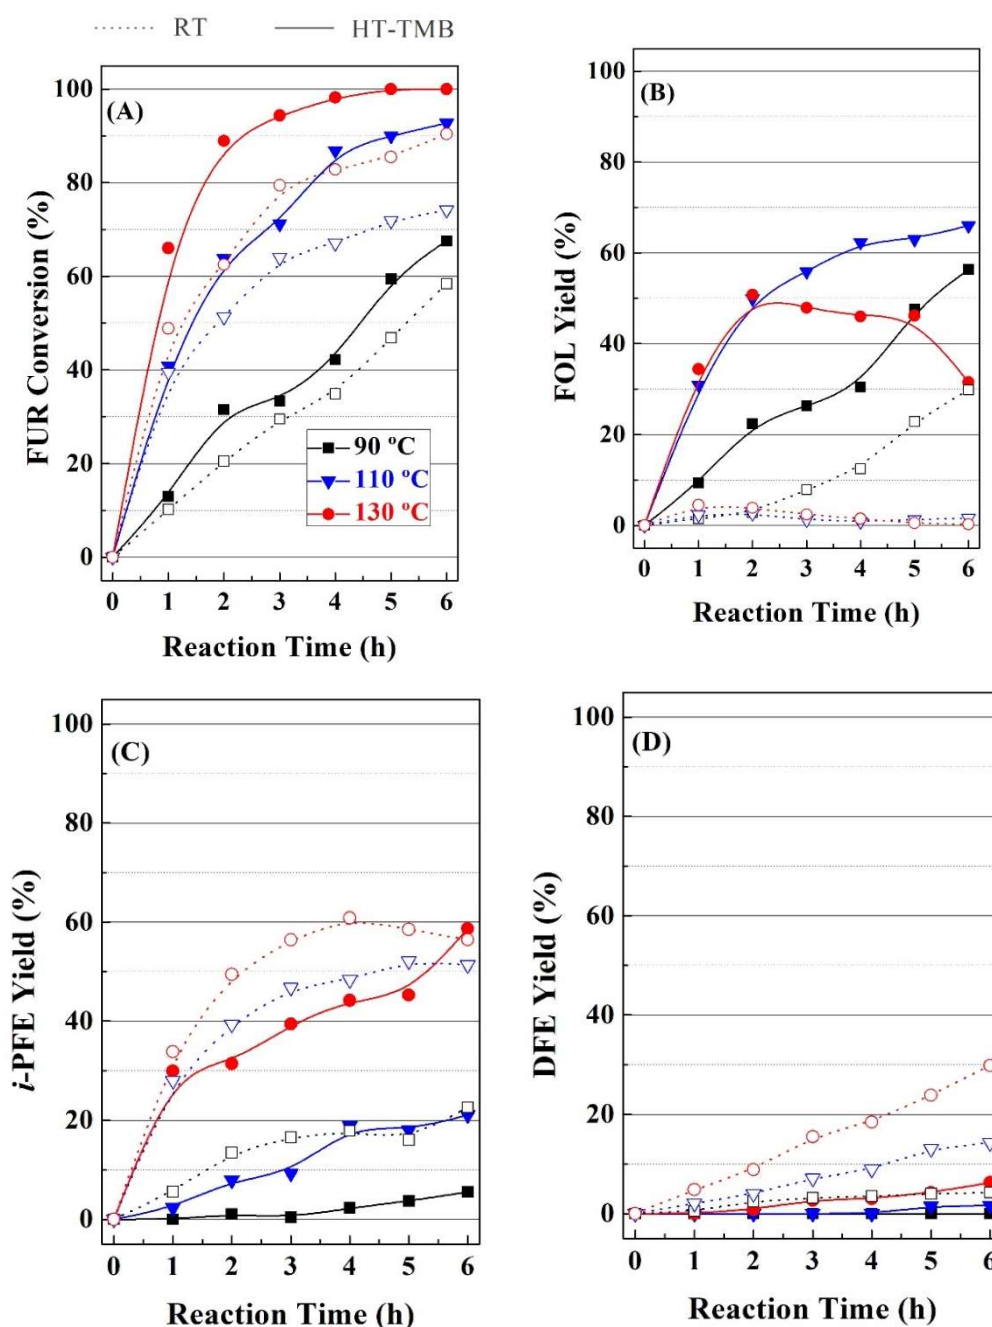 RT HT-TMB
(A)
FUR Conversion (%)
100
80
60
40
20
0
90 ºC
110 ºC
130 ºC
0 1 2 3 4 5 6
Reaction Time (h)
(B)
FOL Yield (%)
100
80
60
40
20
0
0 1 2 3 4 5 6
Reaction Time (h)
(C)
i-PFE Yield (%)
100
80
60
40
20
0
0 1 2 3 4 5 6
Reaction Time (h)
(D)
DFE Yield (%)
100
80
60
40
20
0
0 1 2 3 4 5 6
Reaction Time (h)